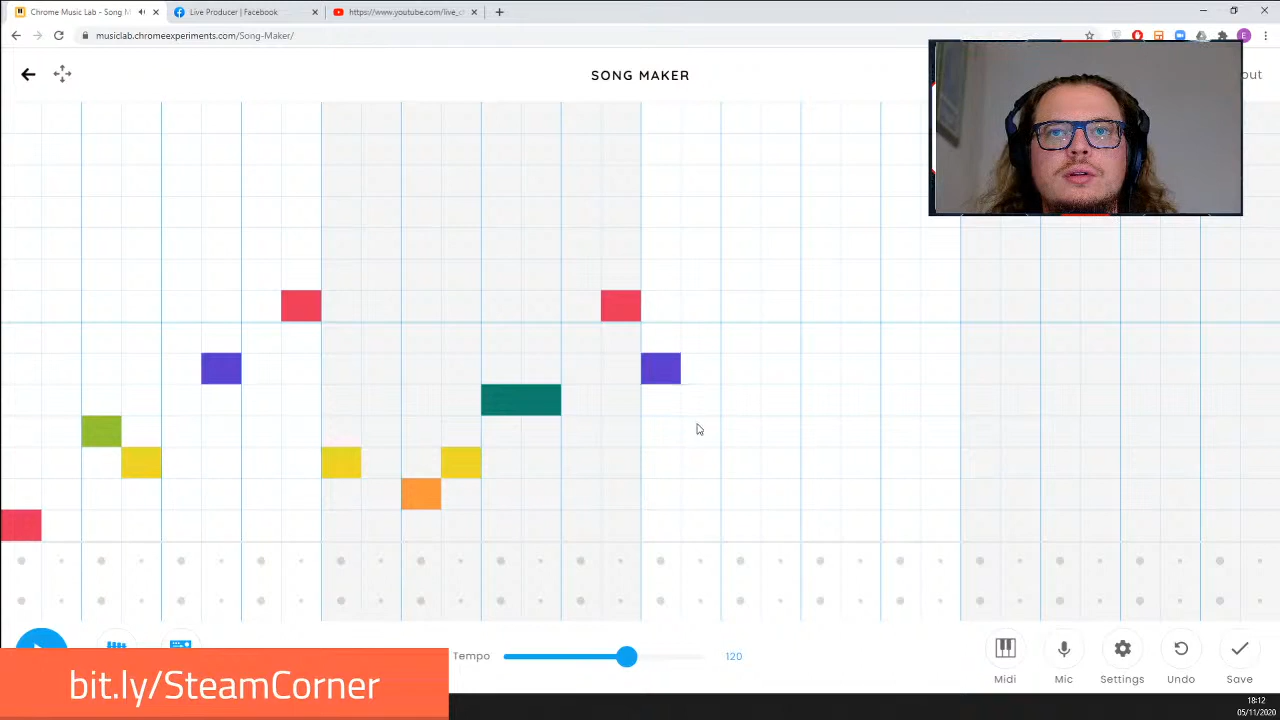 Chrome Music Lab - Song M
Live Producer | Facebook
https://www.youtube.com/live_c
musiclab.chromeexperiments.com/Song-Maker/
E
SONG MAKER
out
Tempo
120
Midi
Mic
Settings
Undo
Save
bit.ly/SteamCorner
18:12
05/11/2020